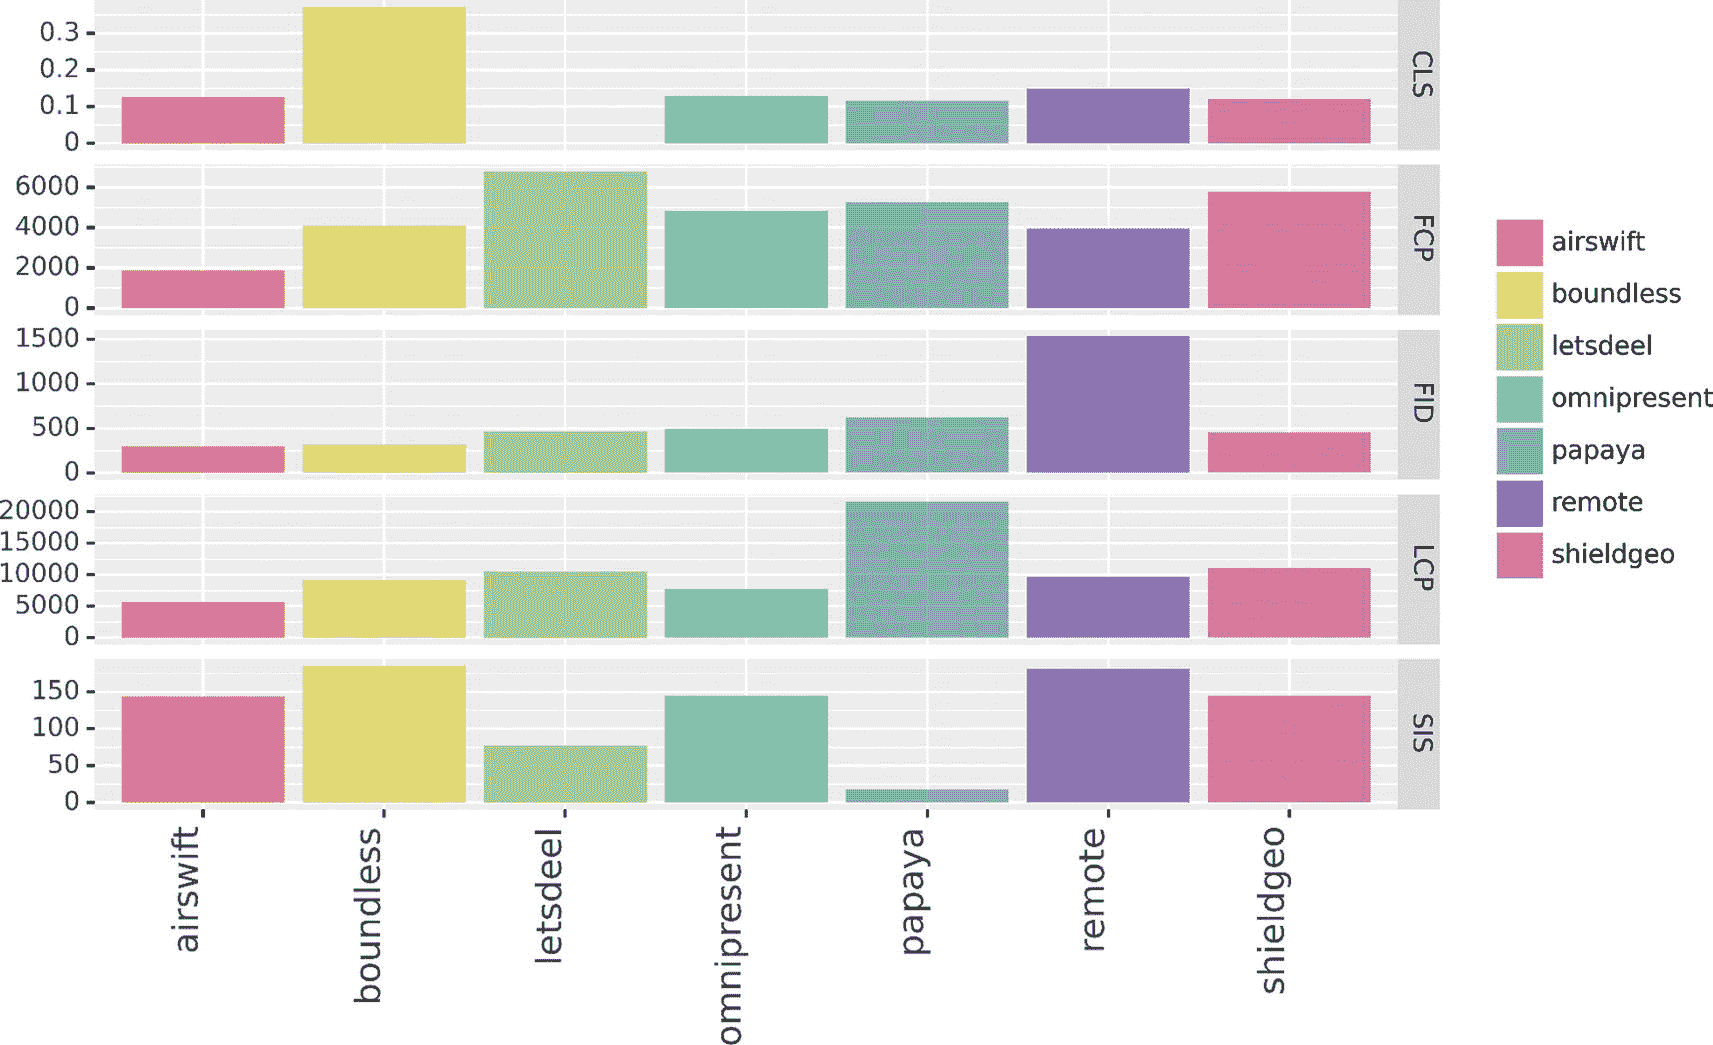 0.3
0.2
0.1
0
CLS
6000
4000
2000
0
FCP
1500
1000
500
0
FID
20000
15000
10000
5000
0
LCP
150
100
50
0
SIS
airswift
boundless
letsdeel
omnipresent
papaya
remote
shieldgeo
airswift
boundless
letsdeel
omnipresent
papaya
remote
shieldgeo